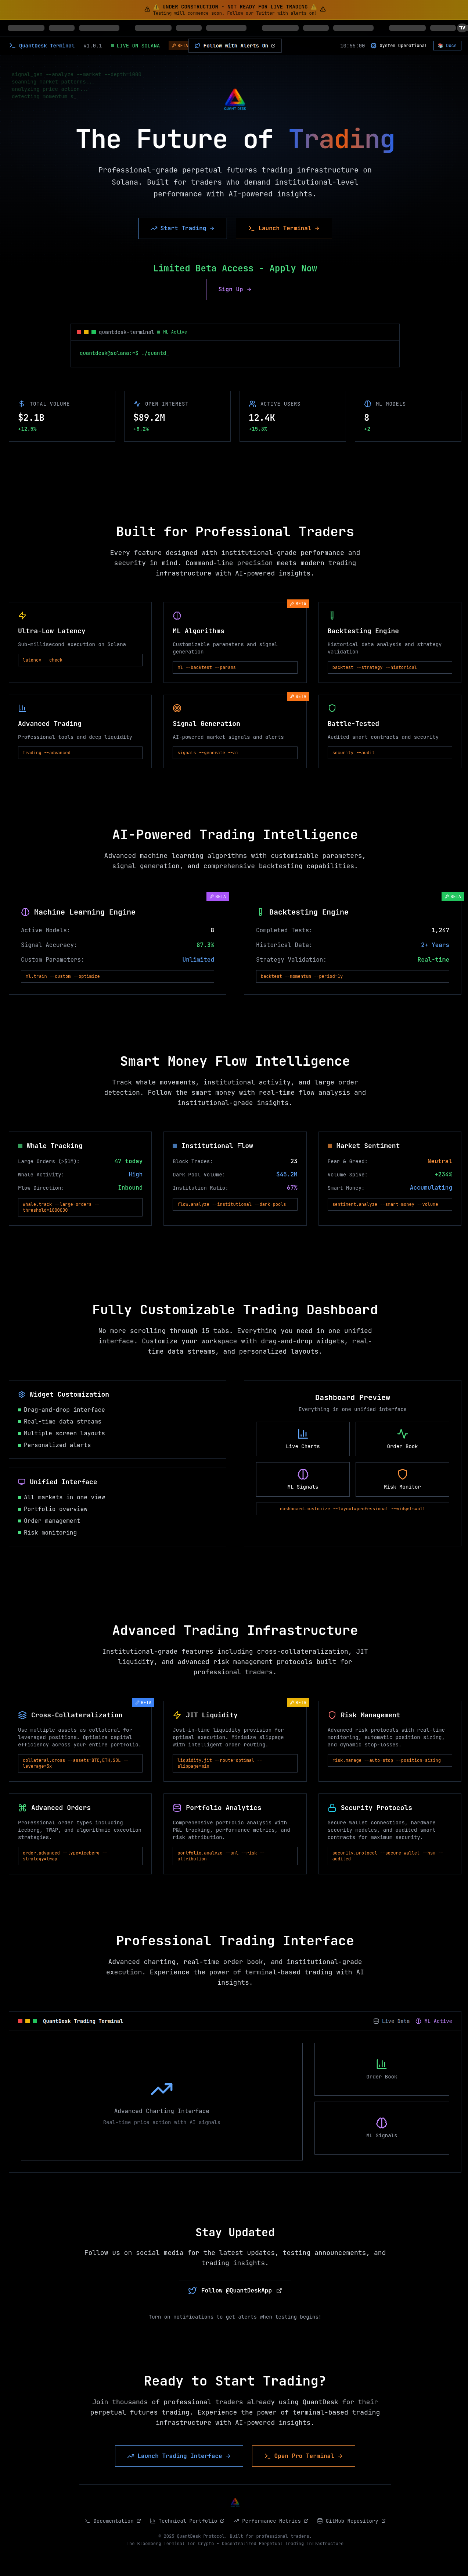 ⚠️ UNDER CONSTRUCTION - NOT READY FOR LIVE TRADING ⚠️
Testing will commence soon. Follow our Twitter with alerts on!
QuantDesk Terminal v1.0.1 LIVE ON SOLANA BETA Follow with Alerts On 10:55:00 System Operational Docs
scanning market patterns...
analyzing price action...
detecting momentum s
The Future of Trading
Professional-grade perpetual futures trading infrastructure on
Solana. Built for traders who demand institutional-level
performance with AI-powered insights.
Start Trading → Launch Terminal →
Limited Beta Access - Apply Now
Sign Up →
quantdesk-terminal ML Active
quantdesk@solana:~$ ./quantd_
TOTAL VOLUME
$2.1B
+12.5%
OPEN INTEREST
$89.2M
+8.2%
ACTIVE USERS
12.4K
+15.3%
ML MODELS
8
+2
Built for Professional Traders
Every feature designed with institutional-grade performance and
security in mind. Command-line precision meets modern trading
infrastructure with AI-powered insights.
Ultra-Low Latency
Sub-millisecond execution on Solana
latency --check
BETA
ML Algorithms
Customizable parameters and signal
generation
ml --backtest --params
Backtesting Engine
Historical data analysis and strategy
validation
backtest --strategy --historical
Advanced Trading
Professional tools and deep liquidity
trading --advanced
BETA
Signal Generation
AI-powered market signals and alerts
signals --generate --ai
Battle-Tested
Audited smart contracts and security
security --audit
AI-Powered Trading Intelligence
Advanced machine learning algorithms with customizable parameters,
signal generation, and comprehensive backtesting capabilities.
BETA
Machine Learning Engine
Active Models: 8
Signal Accuracy: 87.3%
Custom Parameters: Unlimited
ml.train --custom --optimize
BETA
Backtesting Engine
Completed Tests: 1,247
Historical Data: 2+ Years
Strategy Validation: Real-time
backtest --momentum --period=1y
Smart Money Flow Intelligence
Track whale movements, institutional activity, and large order
detection. Follow the smart money with real-time flow analysis and
institutional-grade insights.
Whale Tracking
Large Orders (>$1M): 47 today
Whale Activity: High
Flow Direction: Inbound
whale.track --large-orders --
threshold=1000000
Institutional Flow
Block Trades: 23
Dark Pool Volume: $45.2M
Institution Ratio: 67%
flow.analyze --institutional --dark-pools
Market Sentiment
Fear & Greed: Neutral
Volume Spike: +234%
Smart Money: Accumulating
sentiment.analyze --smart-money --volume
Fully Customizable Trading Dashboard
No more scrolling through 15 tabs. Everything you need in one unified
interface. Customize your workspace with drag-and-drop widgets, real-
time data streams, and personalized layouts.
Widget Customization
Drag-and-drop interface
Real-time data streams
Multiple screen layouts
Personalized alerts
Unified Interface
All markets in one view
Portfolio overview
Order management
Risk monitoring
Dashboard Preview
Everything in one unified interface
Live Charts
Order Book
ML Signals
Risk Monitor
dashboard.customize --layout=professional --widgets=all
Advanced Trading Infrastructure
Institutional-grade features including cross-collateralization, JIT
liquidity, and advanced risk management protocols built for
professional traders.
BETA
Cross-Collateralization
Use multiple assets as collateral for
leveraged positions. Optimize capital
efficiency across your entire portfolio.
collateral.cross --assets=BTC,ETH,SOL --
leverage=5x
BETA
JIT Liquidity
Just-in-time liquidity provision for
optimal execution. Minimize slippage
with intelligent order routing.
liquidity.jit --route=optimal --
slippage=min
Risk Management
Advanced risk protocols with real-time
monitoring, automatic position sizing,
and dynamic stop-losses.
risk.manage --auto-stop --position-sizing
Advanced Orders
Professional order types including
iceberg, TWAP, and algorithmic execution
strategies.
order.advanced --type=iceberg --
strategy=twap
Portfolio Analytics
Comprehensive portfolio analysis with
P&L tracking, performance metrics, and
risk attribution.
portfolio.analyze --pnl --risk --
attribution
Security Protocols
Secure wallet connections, hardware
security modules, and audited smart
contracts for maximum security.
security.protocol --secure-wallet --hsm --
audited
Professional Trading Interface
Advanced charting, real-time order book, and institutional-grade
execution. Experience the power of terminal-based trading with AI
insights.
QuantDesk Trading Terminal Live Data ML Active
Advanced Charting Interface
Real-time price action with AI signals
Order Book
ML Signals
Stay Updated
Follow us on social media for the latest updates, testing announcements, and
trading insights.
Follow @QuantDeskApp
Turn on notifications to get alerts when testing begins!
Ready to Start Trading?
Join thousands of professional traders already using QuantDesk for their
perpetual futures trading. Experience the power of terminal-based trading
infrastructure with AI-powered insights.
Launch Trading Interface → Open Pro Terminal →
Documentation Technical Portfolio Performance Metrics GitHub Repository
© 2025 QuantDesk Protocol. Built for professional traders.
The Bloomberg Terminal for Crypto - Decentralized Perpetual Trading Infrastructure